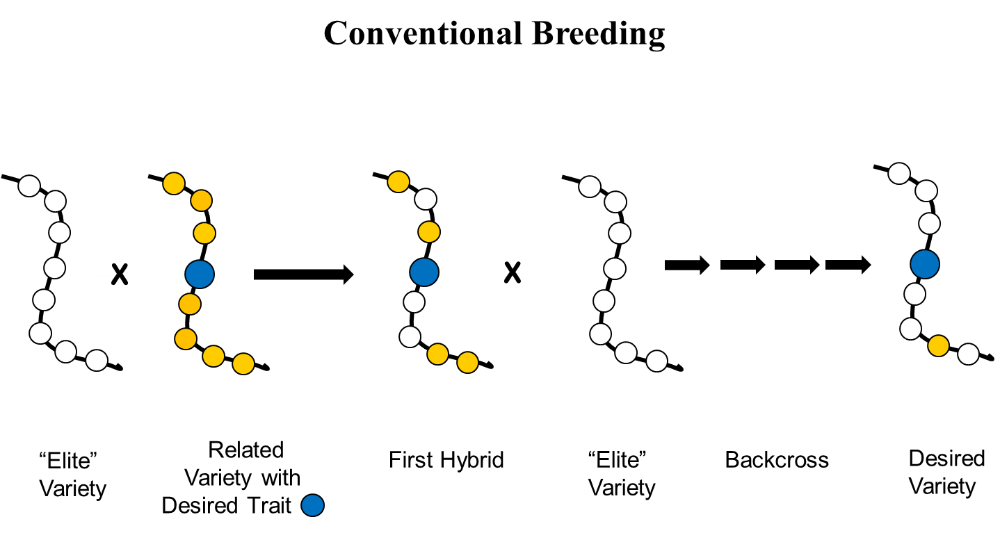 Conventional Breeding
X
X
“Elite”
Variety
Related
Variety with
Desired Trait
First Hybrid
“Elite”
Variety
Backcross
Desired
Variety